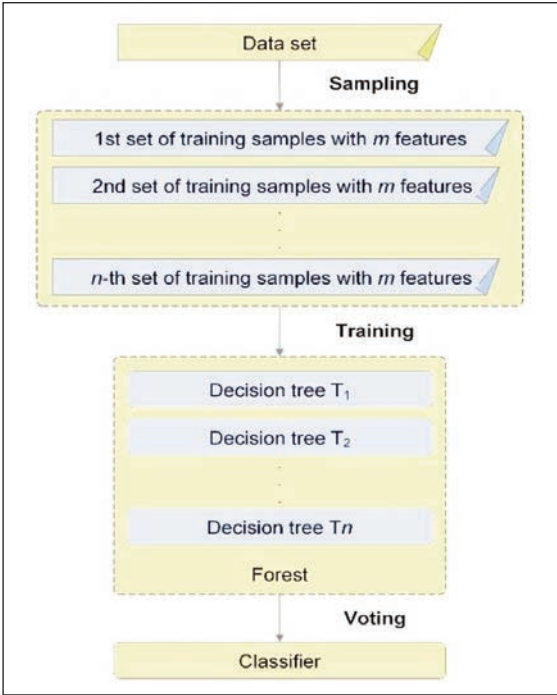 Data set
Sampling
1st set of training samples with m features
2nd set of training samples with m features
.
.
.
n-th set of training samples with m features
Training
Decision tree T₁
Decision tree T₂
.
.
.
Decision tree Tn
Forest
Voting
Classifier